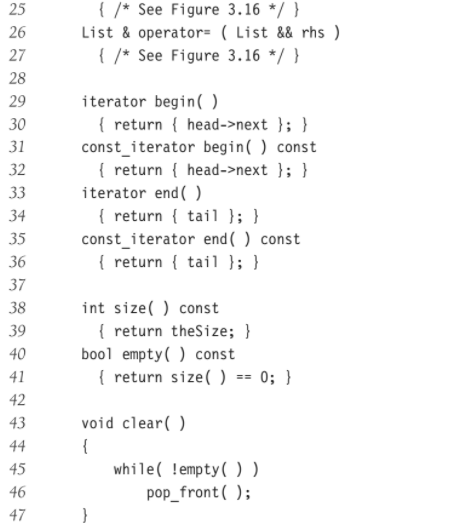 25 { /* See Figure 3.16 */ }
26 List & operator= ( List && rhs )
27 { /* See Figure 3.16 */ }
28
29 iterator begin( )
30 { return { head->next }; }
31 const_iterator begin( ) const
32 { return { head->next }; }
33 iterator end( )
34 { return { tail }; }
35 const_iterator end( ) const
36 { return { tail }; }
37
38 int size( ) const
39 { return theSize; }
40 bool empty( ) const
41 { return size( ) == 0; }
42
43 void clear( )
44 {
45 while( !empty( ) )
46 pop_front( );
47 }